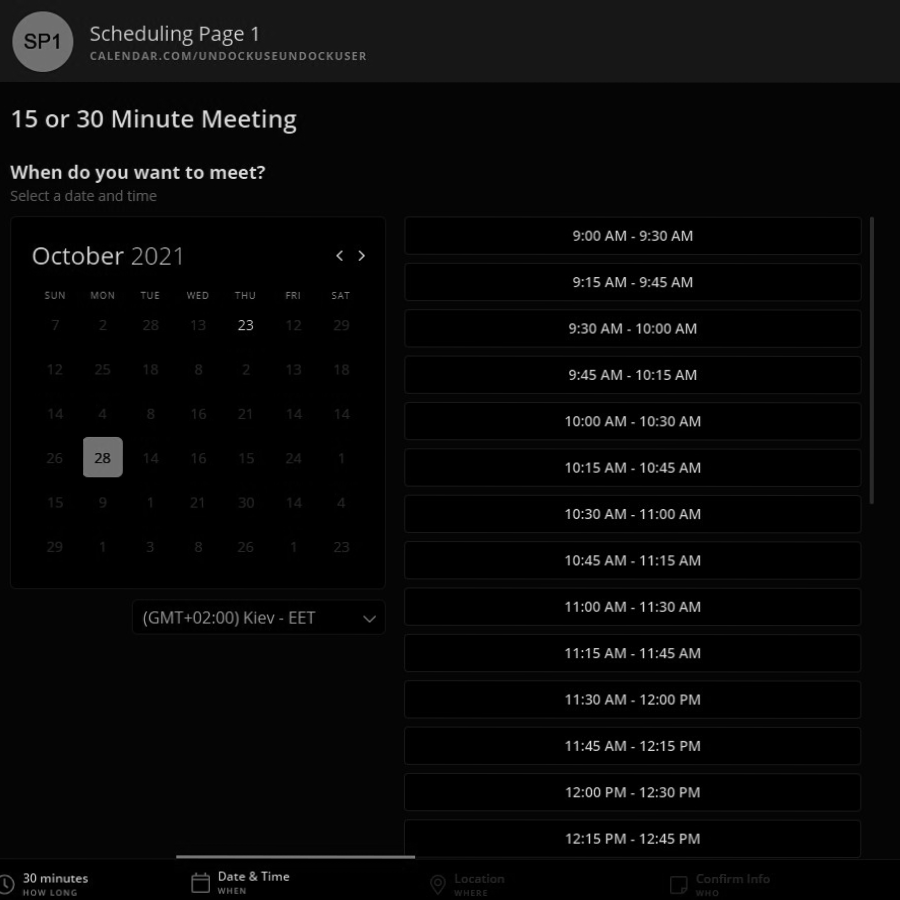 SP1
Scheduling Page 1
CALENDAR.COM/UNDOCKUSEUNDOCKUSER
15 or 30 Minute Meeting
When do you want to meet?
Select a date and time
October 2021
SUN MON TUE WED THU FRI SAT
7 2 28 13 23 12 29
12 25 18 8 2 13 18
14 4 8 16 21 14 14
26 28 14 16 15 24 1
15 9 1 21 30 14 4
29 1 3 8 26 1 23
(GMT+02:00) Kiev - EET
9:00 AM - 9:30 AM
9:15 AM - 9:45 AM
9:30 AM - 10:00 AM
9:45 AM - 10:15 AM
10:00 AM - 10:30 AM
10:15 AM - 10:45 AM
10:30 AM - 11:00 AM
10:45 AM - 11:15 AM
11:00 AM - 11:30 AM
11:15 AM - 11:45 AM
11:30 AM - 12:00 PM
11:45 AM - 12:15 PM
12:00 PM - 12:30 PM
12:15 PM - 12:45 PM
30 minutes
HOW LONG
Date & Time
WHEN
Location
WHERE
Confirm Info
WHO